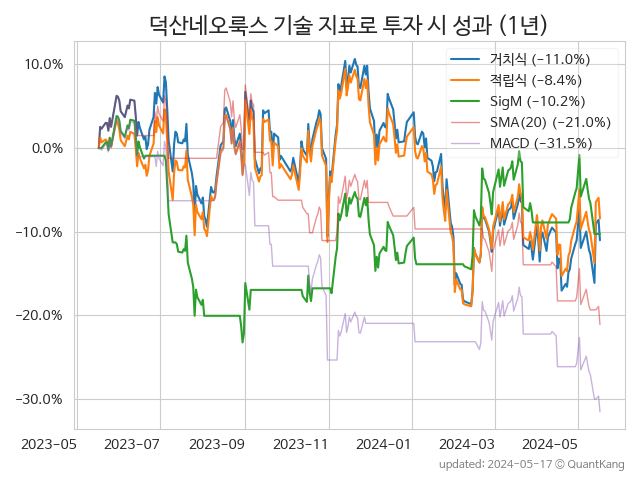 덕산네오룩스 기술 지표로 투자 시 성과 (1년)
거치식 (−11.0%)
적립식 (−8.4%)
SigM (−10.2%)
SMA(20) (−21.0%)
MACD (−31.5%)
10.0%
0.0%
−10.0%
−20.0%
−30.0%
2023-05 2023-07 2023-09 2023-11 2024-01 2024-03 2024-05
updated: 2024-05-17 © QuantKang